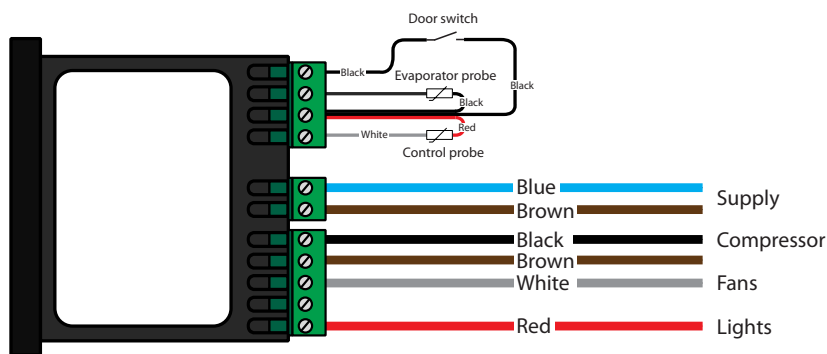 Door switch
Black
Evaporator probe
Black
Black
Red
White
Control probe
Blue
Supply
Brown
Black
Compressor
Brown
White
Fans
Red
Lights